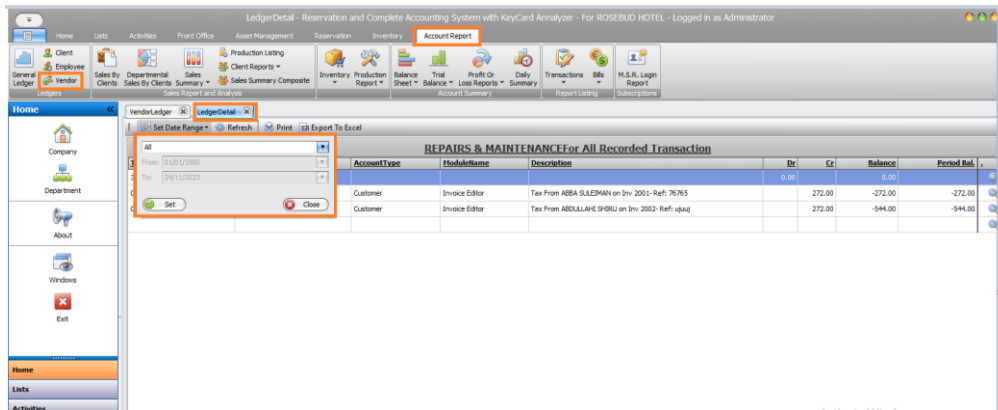 LedgerDetail - Reservation and Complete Accounting System with KeyCard Annalyzer - For ROSEBUD HOTEL - Logged in as Administrator
Home Lists Activities Front Office Asset Management Reservation Inventory Account Report
General Ledger Client Employee Vendor
Sales By Clients Departmental Sales By Clients Sales Summary Production Listing Client Reports Sales Summary Composite
Inventory Production Report Balance Sheet Trial Balance Profit Or Loss Reports Daily Summary
Transactions Bills M.S.R. Login Report
Ledgers Sales Report and Analysis Account Summary Report Listing Subscriptions
Home VendorLedger LedgerDetail
Set Date Range Refresh Print Export To Excel
REPAIRS & MAINTENANCEFor All Recorded Transaction
All
From: 01/01/1900
To: 24/11/2023
Set Close
AccountType ModuleName Description Dr Cr Balance Period Bal.
0.00 0.00
Customer Invoice Editor Tax From ABBA SULEIMAN on Inv 2001- Ref: 76765 272.00 -272.00 -272.00
Customer Invoice Editor Tax From ABDULLAHI SHIRU on Inv 2002- Ref: ujuuj 272.00 -544.00 -544.00
Company
Department
About
Windows
Exit
Home
Lists
Activities